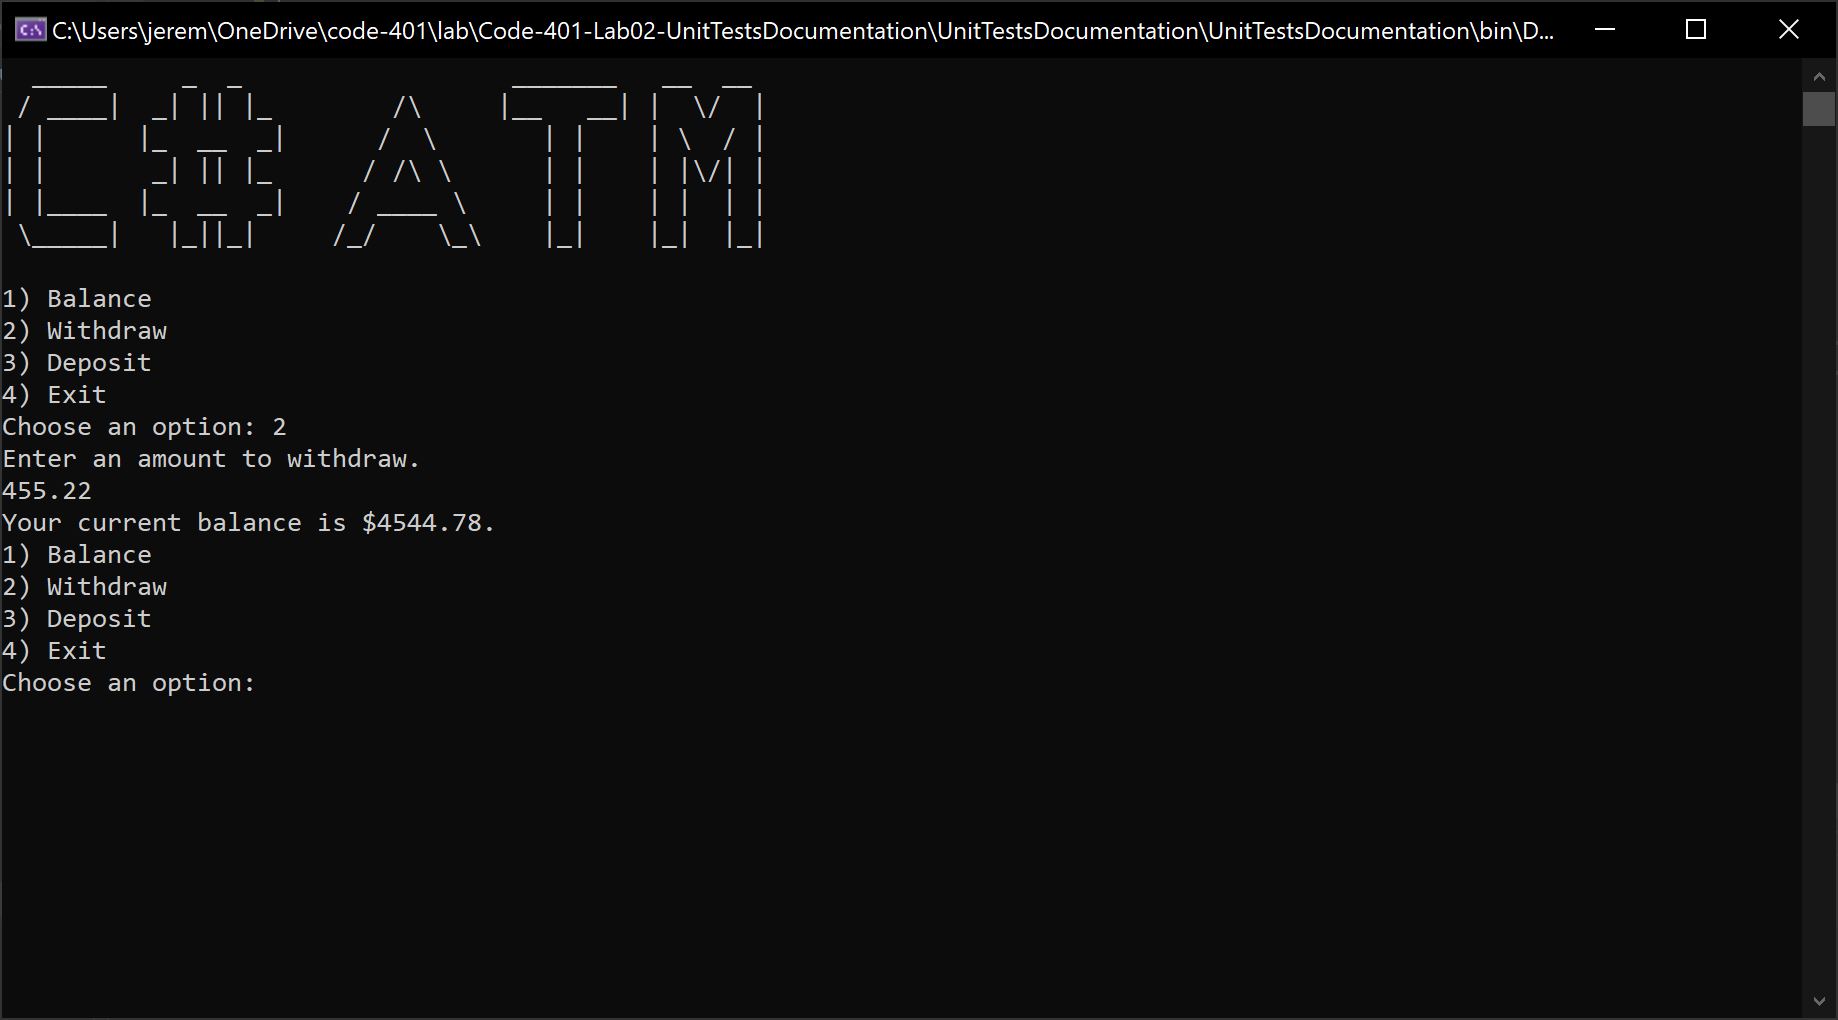 C:\Users\jerem\OneDrive\code-401\lab\Code-401-Lab02-UnitTestsDocumentation\UnitTestsDocumentation\UnitTestsDocumentation\bin\D...
C# ATM
1) Balance
2) Withdraw
3) Deposit
4) Exit
Choose an option: 2
Enter an amount to withdraw.
455.22
Your current balance is $4544.78.
1) Balance
2) Withdraw
3) Deposit
4) Exit
Choose an option: